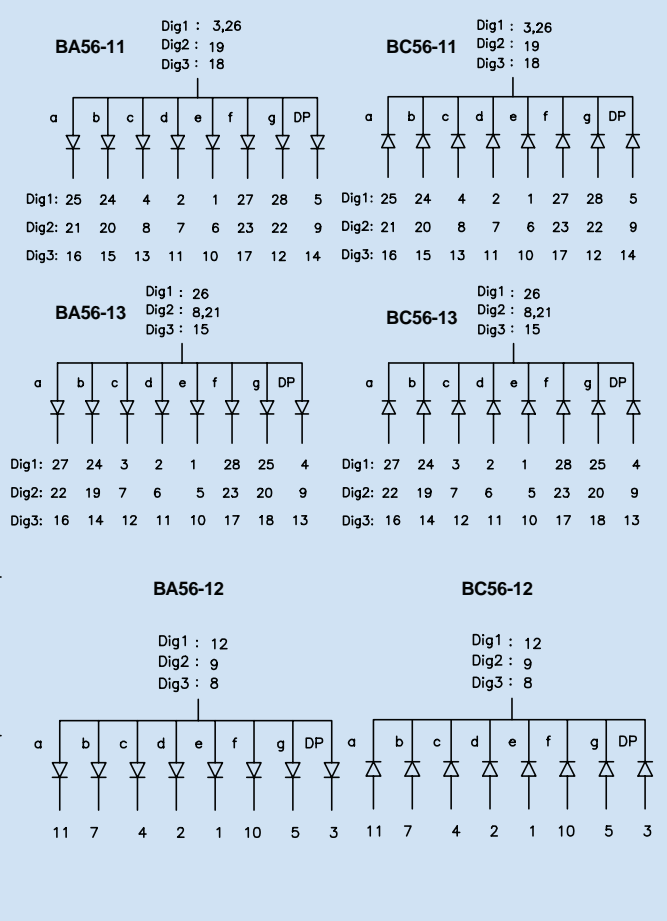 BA56-11
Dig1 : 3,26
Dig2 : 19
Dig3 : 18
a b c d e f g DP
Dig1: 25 24 4 2 1 27 28 5
Dig2: 21 20 8 7 6 23 22 9
Dig3: 16 15 13 11 10 17 12 14
BC56-11
Dig1 : 3,26
Dig2 : 19
Dig3 : 18
a b c d e f g DP
Dig1: 25 24 4 2 1 27 28 5
Dig2: 21 20 8 7 6 23 22 9
Dig3: 16 15 13 11 10 17 12 14
BA56-13
Dig1 : 26
Dig2 : 8,21
Dig3 : 15
a b c d e f g DP
Dig1: 27 24 3 2 1 28 25 4
Dig2: 22 19 7 6 5 23 20 9
Dig3: 16 14 12 11 10 17 18 13
BC56-13
Dig1 : 26
Dig2 : 8,21
Dig3 : 15
a b c d e f g DP
Dig1: 27 24 3 2 1 28 25 4
Dig2: 22 19 7 6 5 23 20 9
Dig3: 16 14 12 11 10 17 18 13
BA56-12
Dig1 : 12
Dig2 : 9
Dig3 : 8
a b c d e f g DP
11 7 4 2 1 10 5 3
BC56-12
Dig1 : 12
Dig2 : 9
Dig3 : 8
a b c d e f g DP
11 7 4 2 1 10 5 3